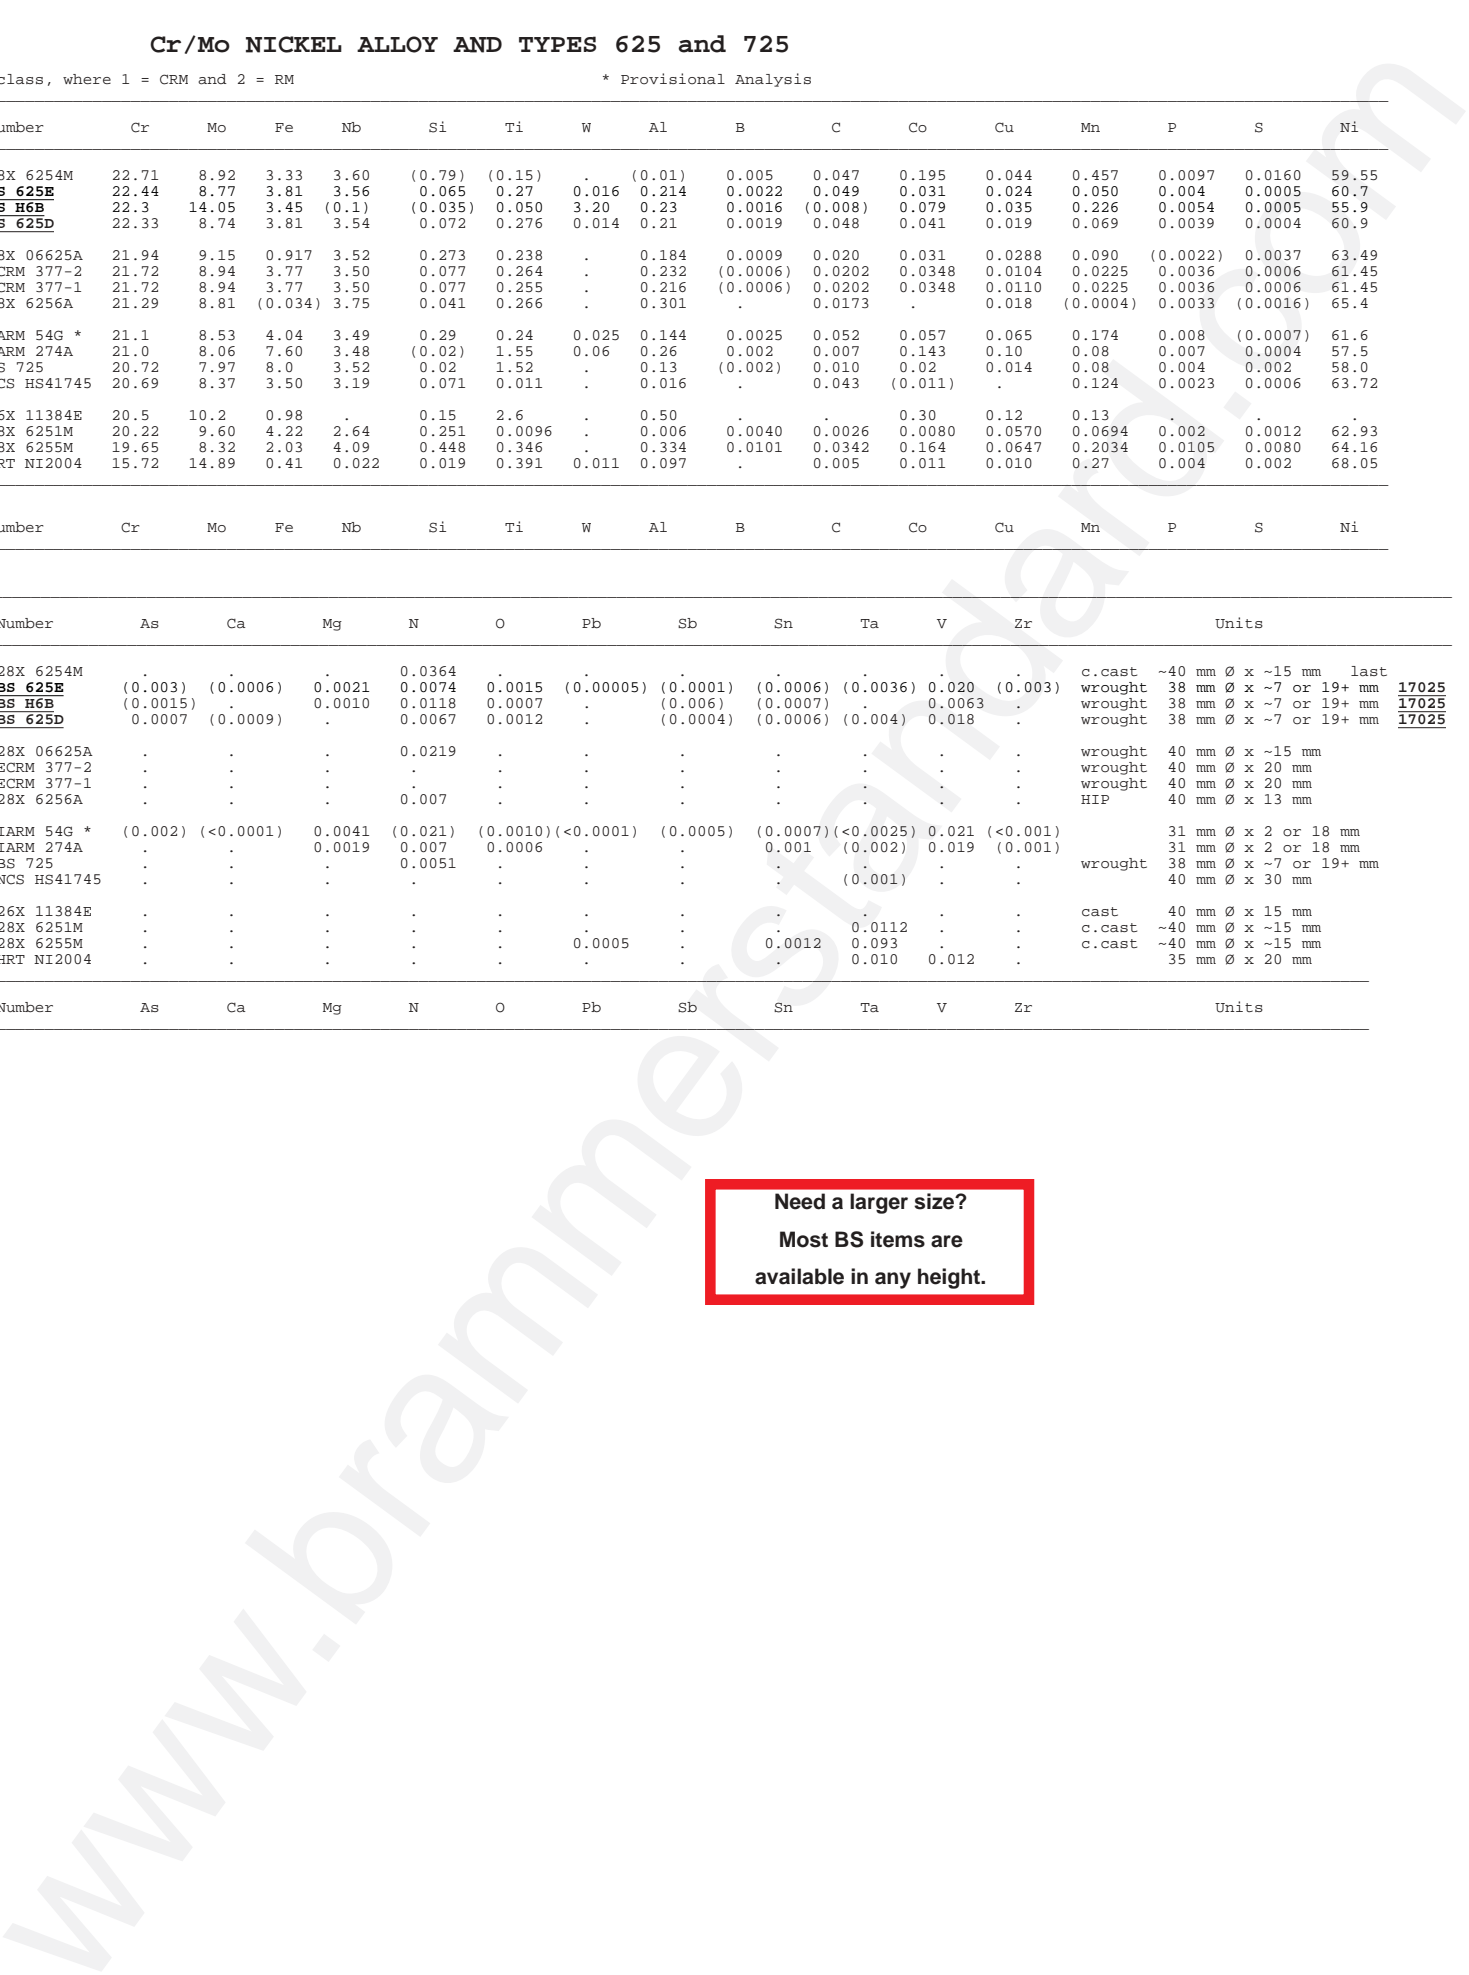 Cr/Mo NICKEL ALLOY AND TYPES 625 and 725
class, where 1 = CRM and 2 = RM * Provisional Analysis
umber Cr Mo Fe Nb Si Ti W Al B C Co Cu Mn P S Ni
8X 6254M 22.71 8.92 3.33 3.60 (0.79) (0.15) . (0.01) 0.005 0.047 0.195 0.044 0.457 0.0097 0.0160 59.55
S 625E 22.44 8.77 3.81 3.56 0.065 0.27 0.016 0.214 0.0022 0.049 0.031 0.024 0.050 0.004 0.0005 60.7
S H6B 22.3 14.05 3.45 (0.1) (0.035) 0.050 3.20 0.23 0.0016 (0.008) 0.079 0.035 0.226 0.0054 0.0005 55.9
S 625D 22.33 8.74 3.81 3.54 0.072 0.276 0.014 0.21 0.0019 0.048 0.041 0.019 0.069 0.0039 0.0004 60.9
8X 06625A 21.94 9.15 0.917 3.52 0.273 0.238 . 0.184 0.0009 0.020 0.031 0.0288 0.090 (0.0022) 0.0037 63.49
CRM 377-2 21.72 8.94 3.77 3.50 0.077 0.264 . 0.232 (0.0006) 0.0202 0.0348 0.0104 0.0225 0.0036 0.0006 61.45
CRM 377-1 21.72 8.94 3.77 3.50 0.077 0.255 . 0.216 (0.0006) 0.0202 0.0348 0.0110 0.0225 0.0036 0.0006 61.45
8X 6256A 21.29 8.81 (0.034) 3.75 0.041 0.266 . 0.301 . 0.0173 . 0.018 (0.0004) 0.0033 (0.0016) 65.4
ARM 54G * 21.1 8.53 4.04 3.49 0.29 0.24 0.025 0.144 0.0025 0.052 0.057 0.065 0.174 0.008 (0.0007) 61.6
ARM 274A 21.0 8.06 7.60 3.48 (0.02) 1.55 0.06 0.26 0.002 0.007 0.143 0.10 0.08 0.007 0.0004 57.5
S 725 20.72 7.97 8.0 3.52 0.02 1.52 . 0.13 (0.002) 0.010 0.02 0.014 0.08 0.004 0.002 58.0
CS HS41745 20.69 8.37 3.50 3.19 0.071 0.011 . 0.016 . 0.043 (0.011) . 0.124 0.0023 0.0006 63.72
6X 11384E 20.5 10.2 0.98 . 0.15 2.6 . 0.50 . . 0.30 0.12 0.13 . . .
8X 6251M 20.22 9.60 4.22 2.64 0.251 0.0096 . 0.006 0.0040 0.0026 0.0080 0.0570 0.0694 0.002 0.0012 62.93
8X 6255M 19.65 8.32 2.03 4.09 0.448 0.346 . 0.334 0.0101 0.0342 0.164 0.0647 0.2034 0.0105 0.0080 64.16
RT NI2004 15.72 14.89 0.41 0.022 0.019 0.391 0.011 0.097 . 0.005 0.011 0.010 0.27 0.004 0.002 68.05
umber Cr Mo Fe Nb Si Ti W Al B C Co Cu Mn P S Ni
Number As Ca Mg N O Pb Sb Sn Ta V Zr Units
28X 6254M . . . 0.0364 . . . . . . . c.cast ~40 mm Ø x ~15 mm last
BS 625E (0.003) (0.0006) 0.0021 0.0074 0.0015 (0.00005) (0.0001) (0.0006) (0.0036) 0.020 (0.003) wrought 38 mm Ø x ~7 or 19+ mm 17025
BS H6B (0.0015) . 0.0010 0.0118 0.0007 . (0.006) (0.0007) . 0.0063 . wrought 38 mm Ø x ~7 or 19+ mm 17025
BS 625D 0.0007 (0.0009) . 0.0067 0.0012 . (0.0004) (0.0006) (0.004) 0.018 . wrought 38 mm Ø x ~7 or 19+ mm 17025
28X 06625A . . . 0.0219 . . . . . . . wrought 40 mm Ø x ~15 mm
ECRM 377-2 . . . . . . . . . . . wrought 40 mm Ø x 20 mm
ECRM 377-1 . . . . . . . . . . . wrought 40 mm Ø x 20 mm
28X 6256A . . . 0.007 . . . . . . . HIP 40 mm Ø x 13 mm
IARM 54G * (0.002) (<0.0001) 0.0041 (0.021) (0.0010) (<0.0001) (0.0005) (0.0007) (<0.0025) 0.021 (<0.001) 31 mm Ø x 2 or 18 mm
IARM 274A . . 0.0019 0.007 0.0006 . . 0.001 (0.002) 0.019 (0.001) 31 mm Ø x 2 or 18 mm
BS 725 . . . 0.0051 . . . . . . . wrought 38 mm Ø x ~7 or 19+ mm
NCS HS41745 . . . . . . . . (0.001) . . 40 mm Ø x 30 mm
26X 11384E . . . . . . . . . . . cast 40 mm Ø x 15 mm
28X 6251M . . . . . . . . 0.0112 . . c.cast ~40 mm Ø x ~15 mm
28X 6255M . . . . . 0.0005 . 0.0012 0.093 . . c.cast ~40 mm Ø x ~15 mm
HRT NI2004 . . . . . . . . 0.010 0.012 . 35 mm Ø x 20 mm
Number As Ca Mg N O Pb Sb Sn Ta V Zr Units
Need a larger size?
Most BS items are
available in any height.
www.brammerstandard.com